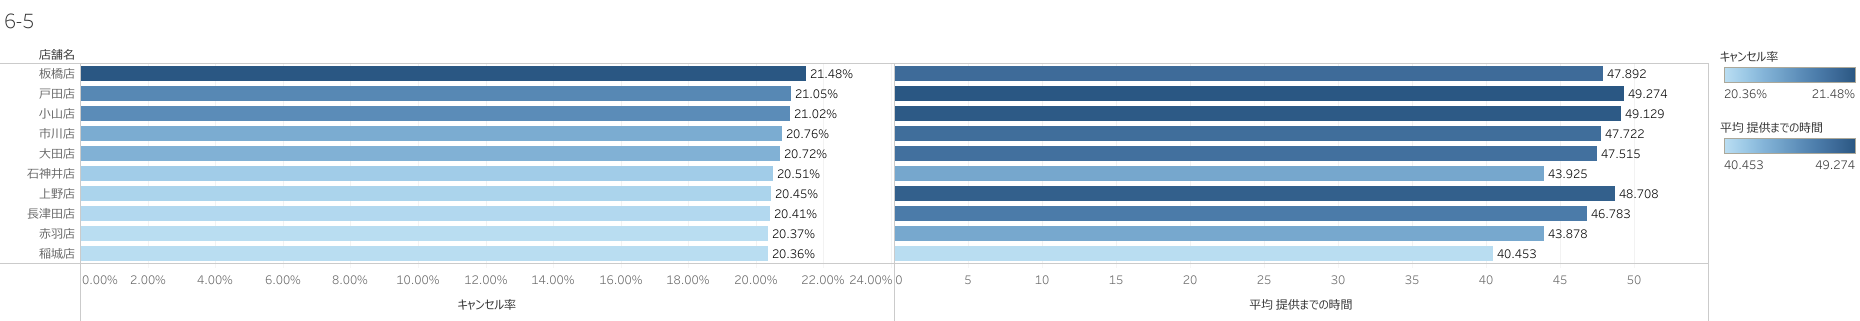 6-5
店舗名
板橋店 21.48% 47.892
戸田店 21.05% 49.274
小山店 21.02% 49.129
市川店 20.76% 47.722
大田店 20.72% 47.515
石神井店 20.51% 43.925
上野店 20.45% 48.708
長津田店 20.41% 46.783
赤羽店 20.37% 43.878
稲城店 20.36% 40.453
0.00% 2.00% 4.00% 6.00% 8.00% 10.00% 12.00% 14.00% 16.00% 18.00% 20.00% 22.00% 24.00% 0 5 10 15 20 25 30 35 40 45 50
キャンセル率 平均 提供までの時間
キャンセル率
20.36% 21.48%
平均 提供までの時間
40.453 49.274